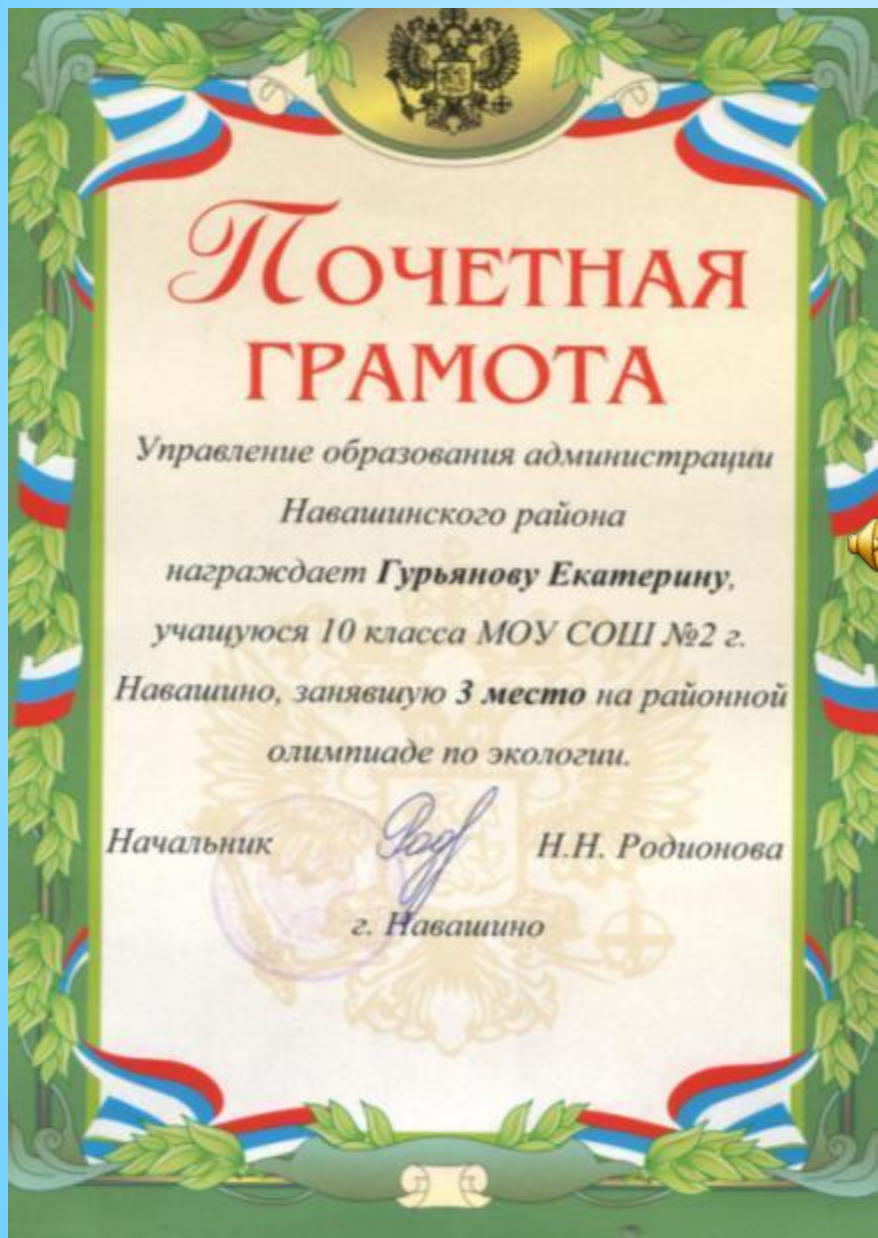 Почетная
грамота
Управление образования администрации
Навашинского района
награждает Гурьянову Екатерину,
учащуюся 10 класса МОУ СОШ №2 г.
Навашино, занявшую 3 место на районной
олимпиаде по экологии.
Начальник Н.Н. Родионова
г. Навашино